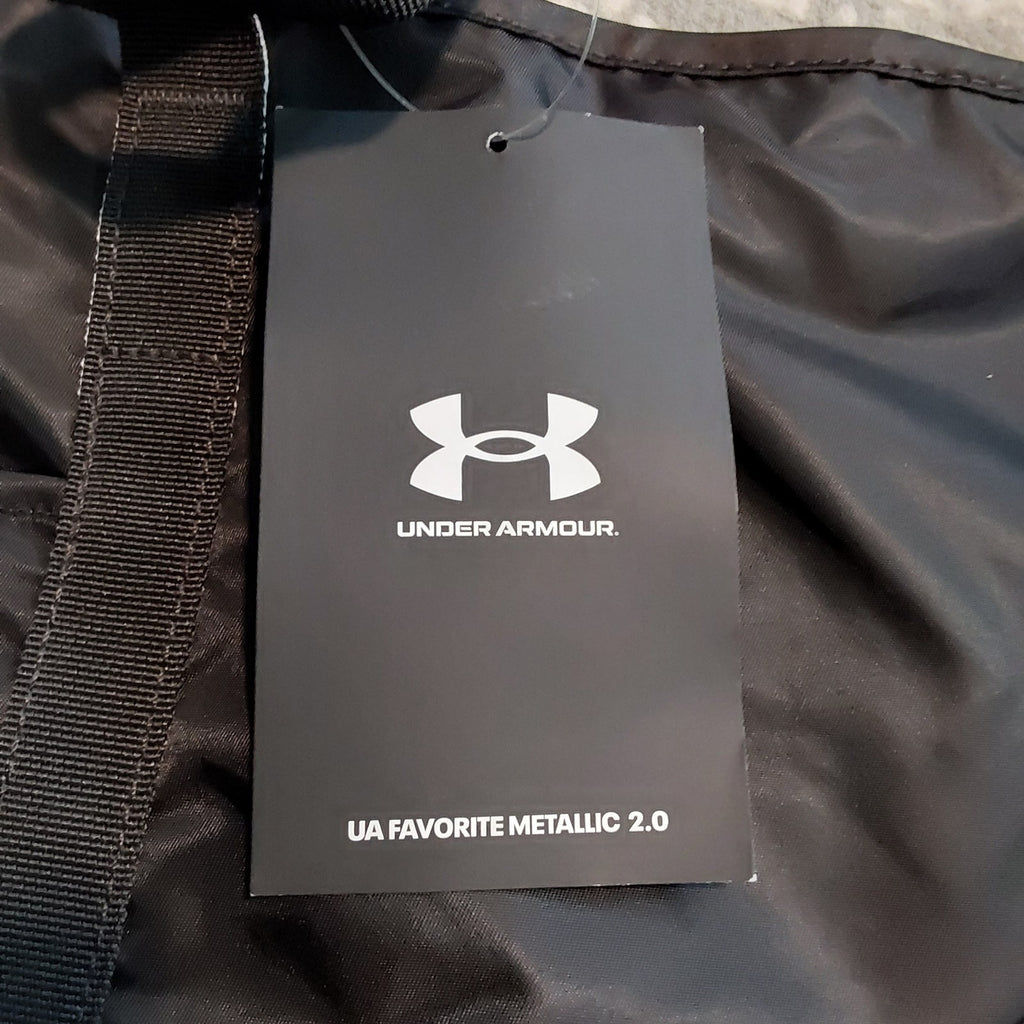 UNDER ARMOUR.
UA FAVORITE METALLIC 2.0